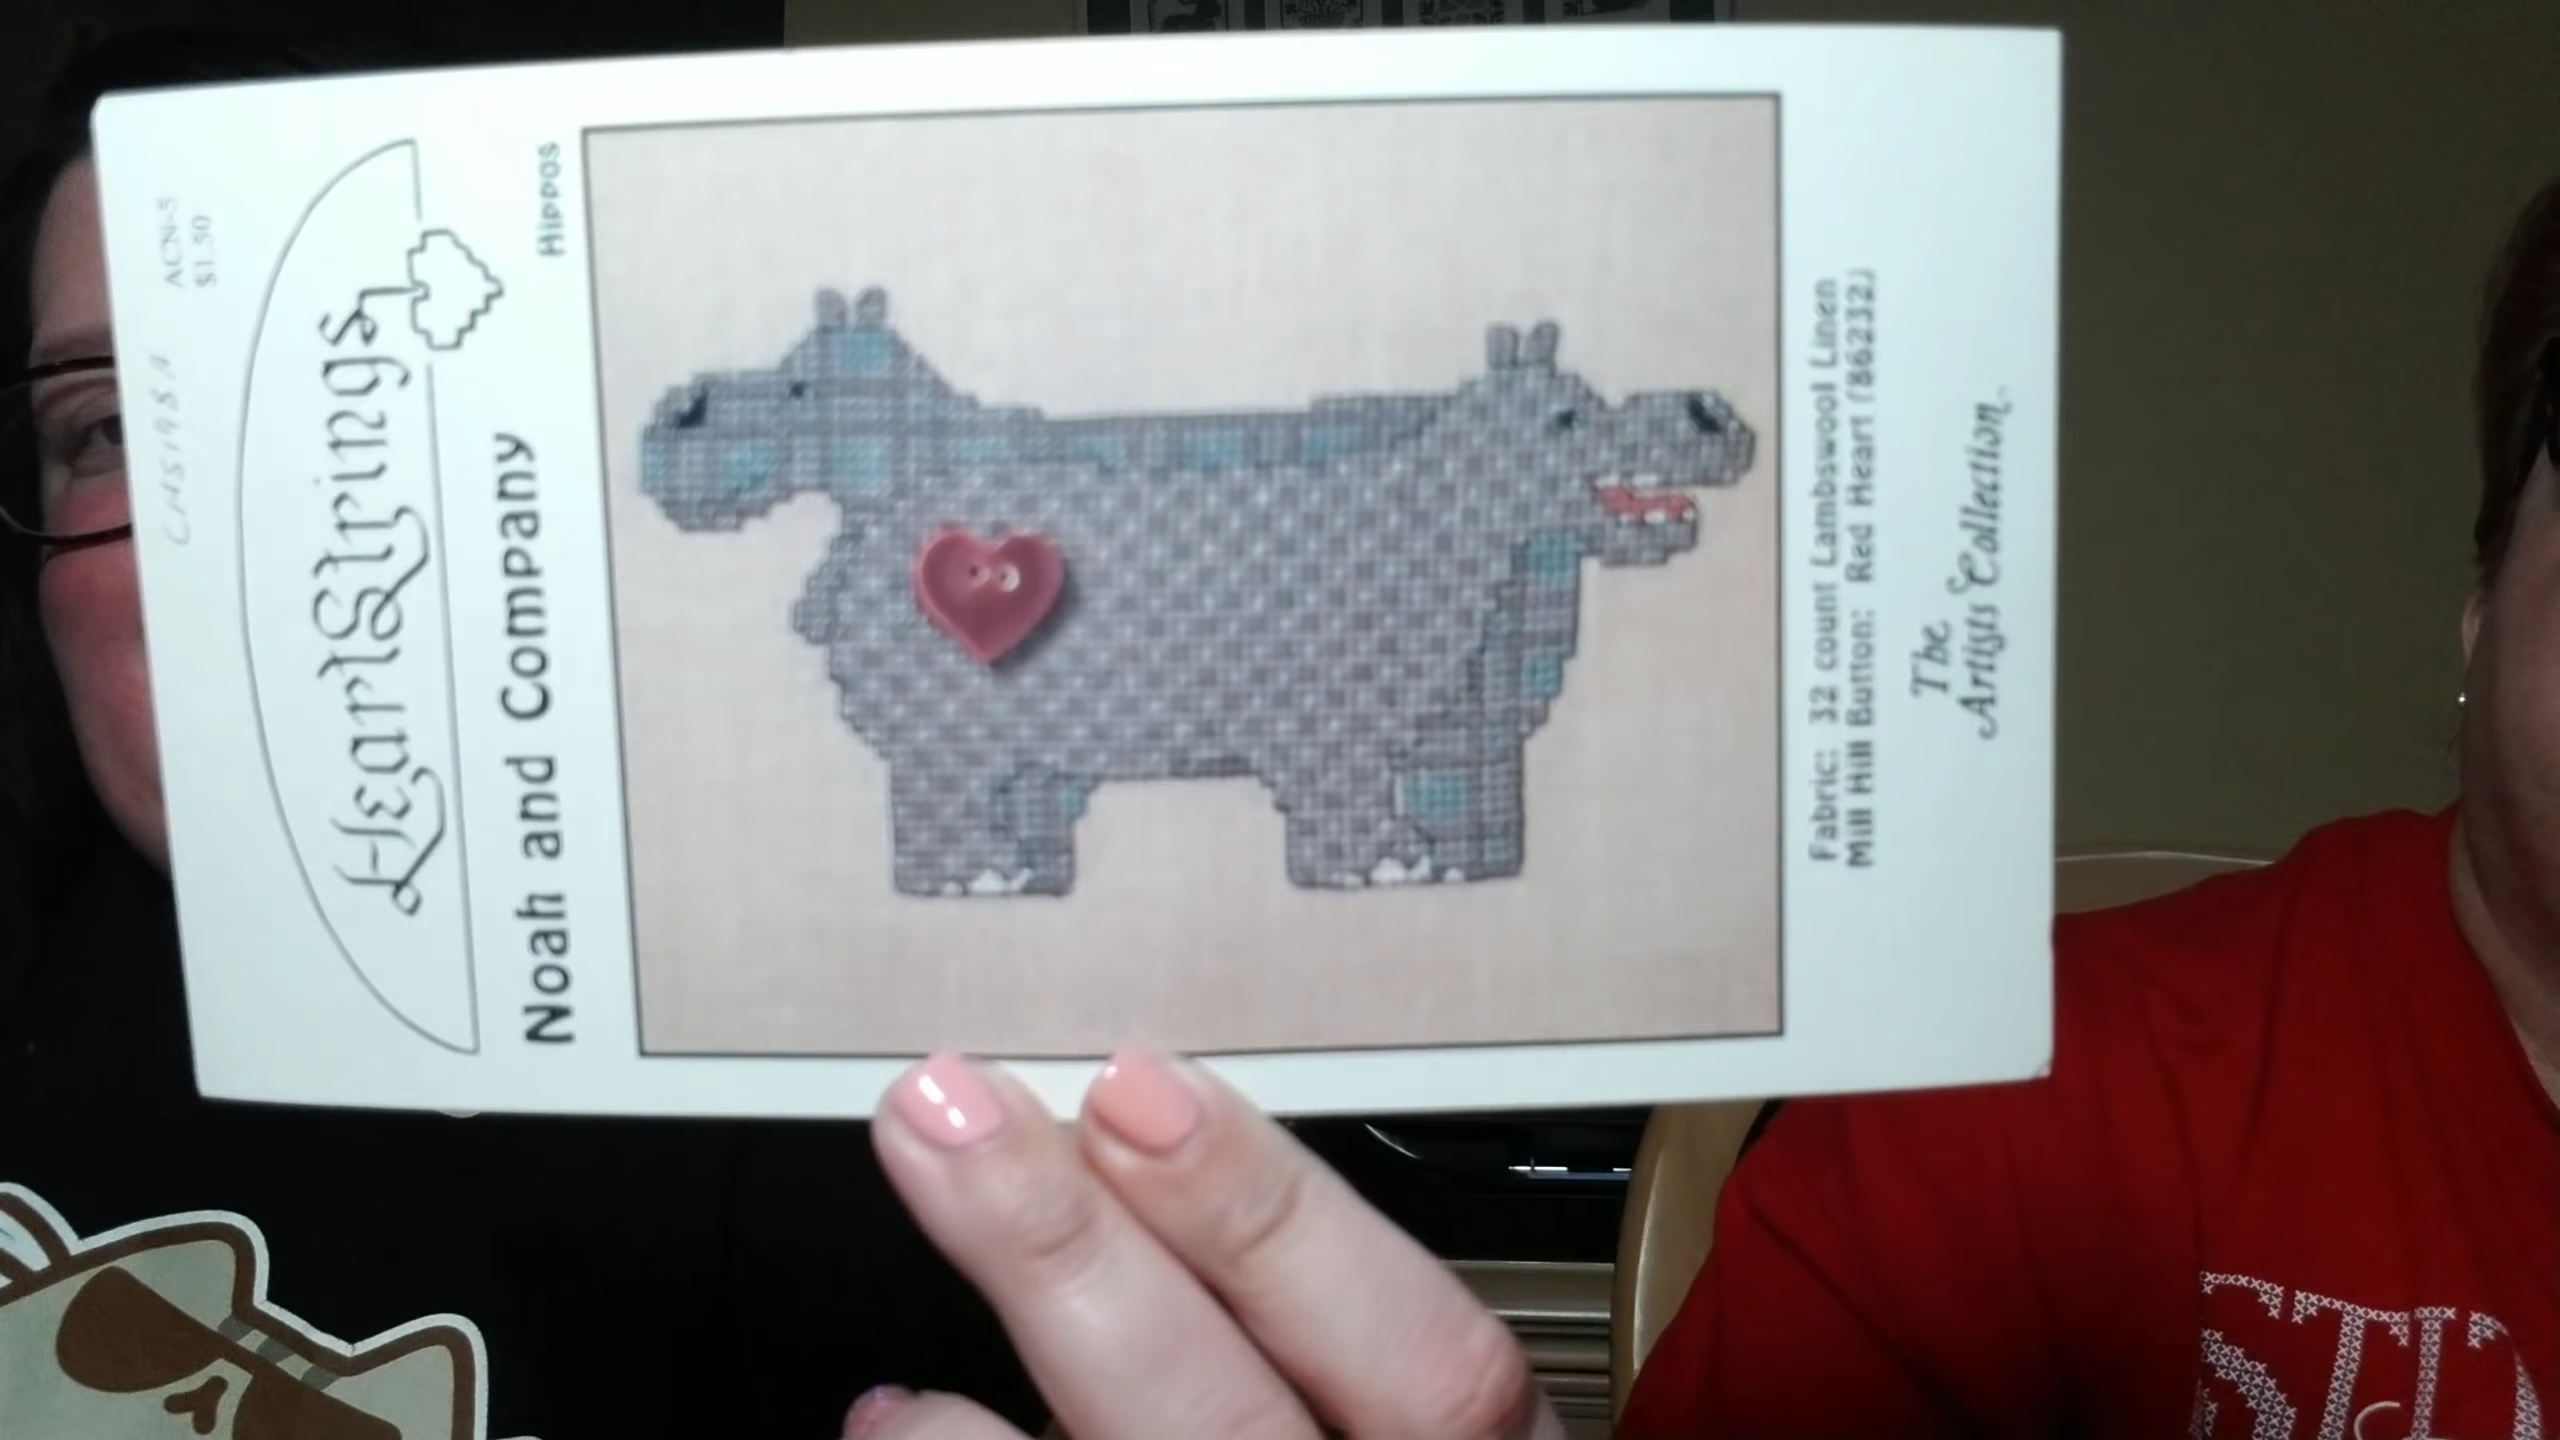 ACN-5
$1.50
HeartStrings
Noah and Company
Hippos
Fabric: 32 count Lambswool Linen
Mill Hill Button: Red Heart (86232)
The
Artists Collection